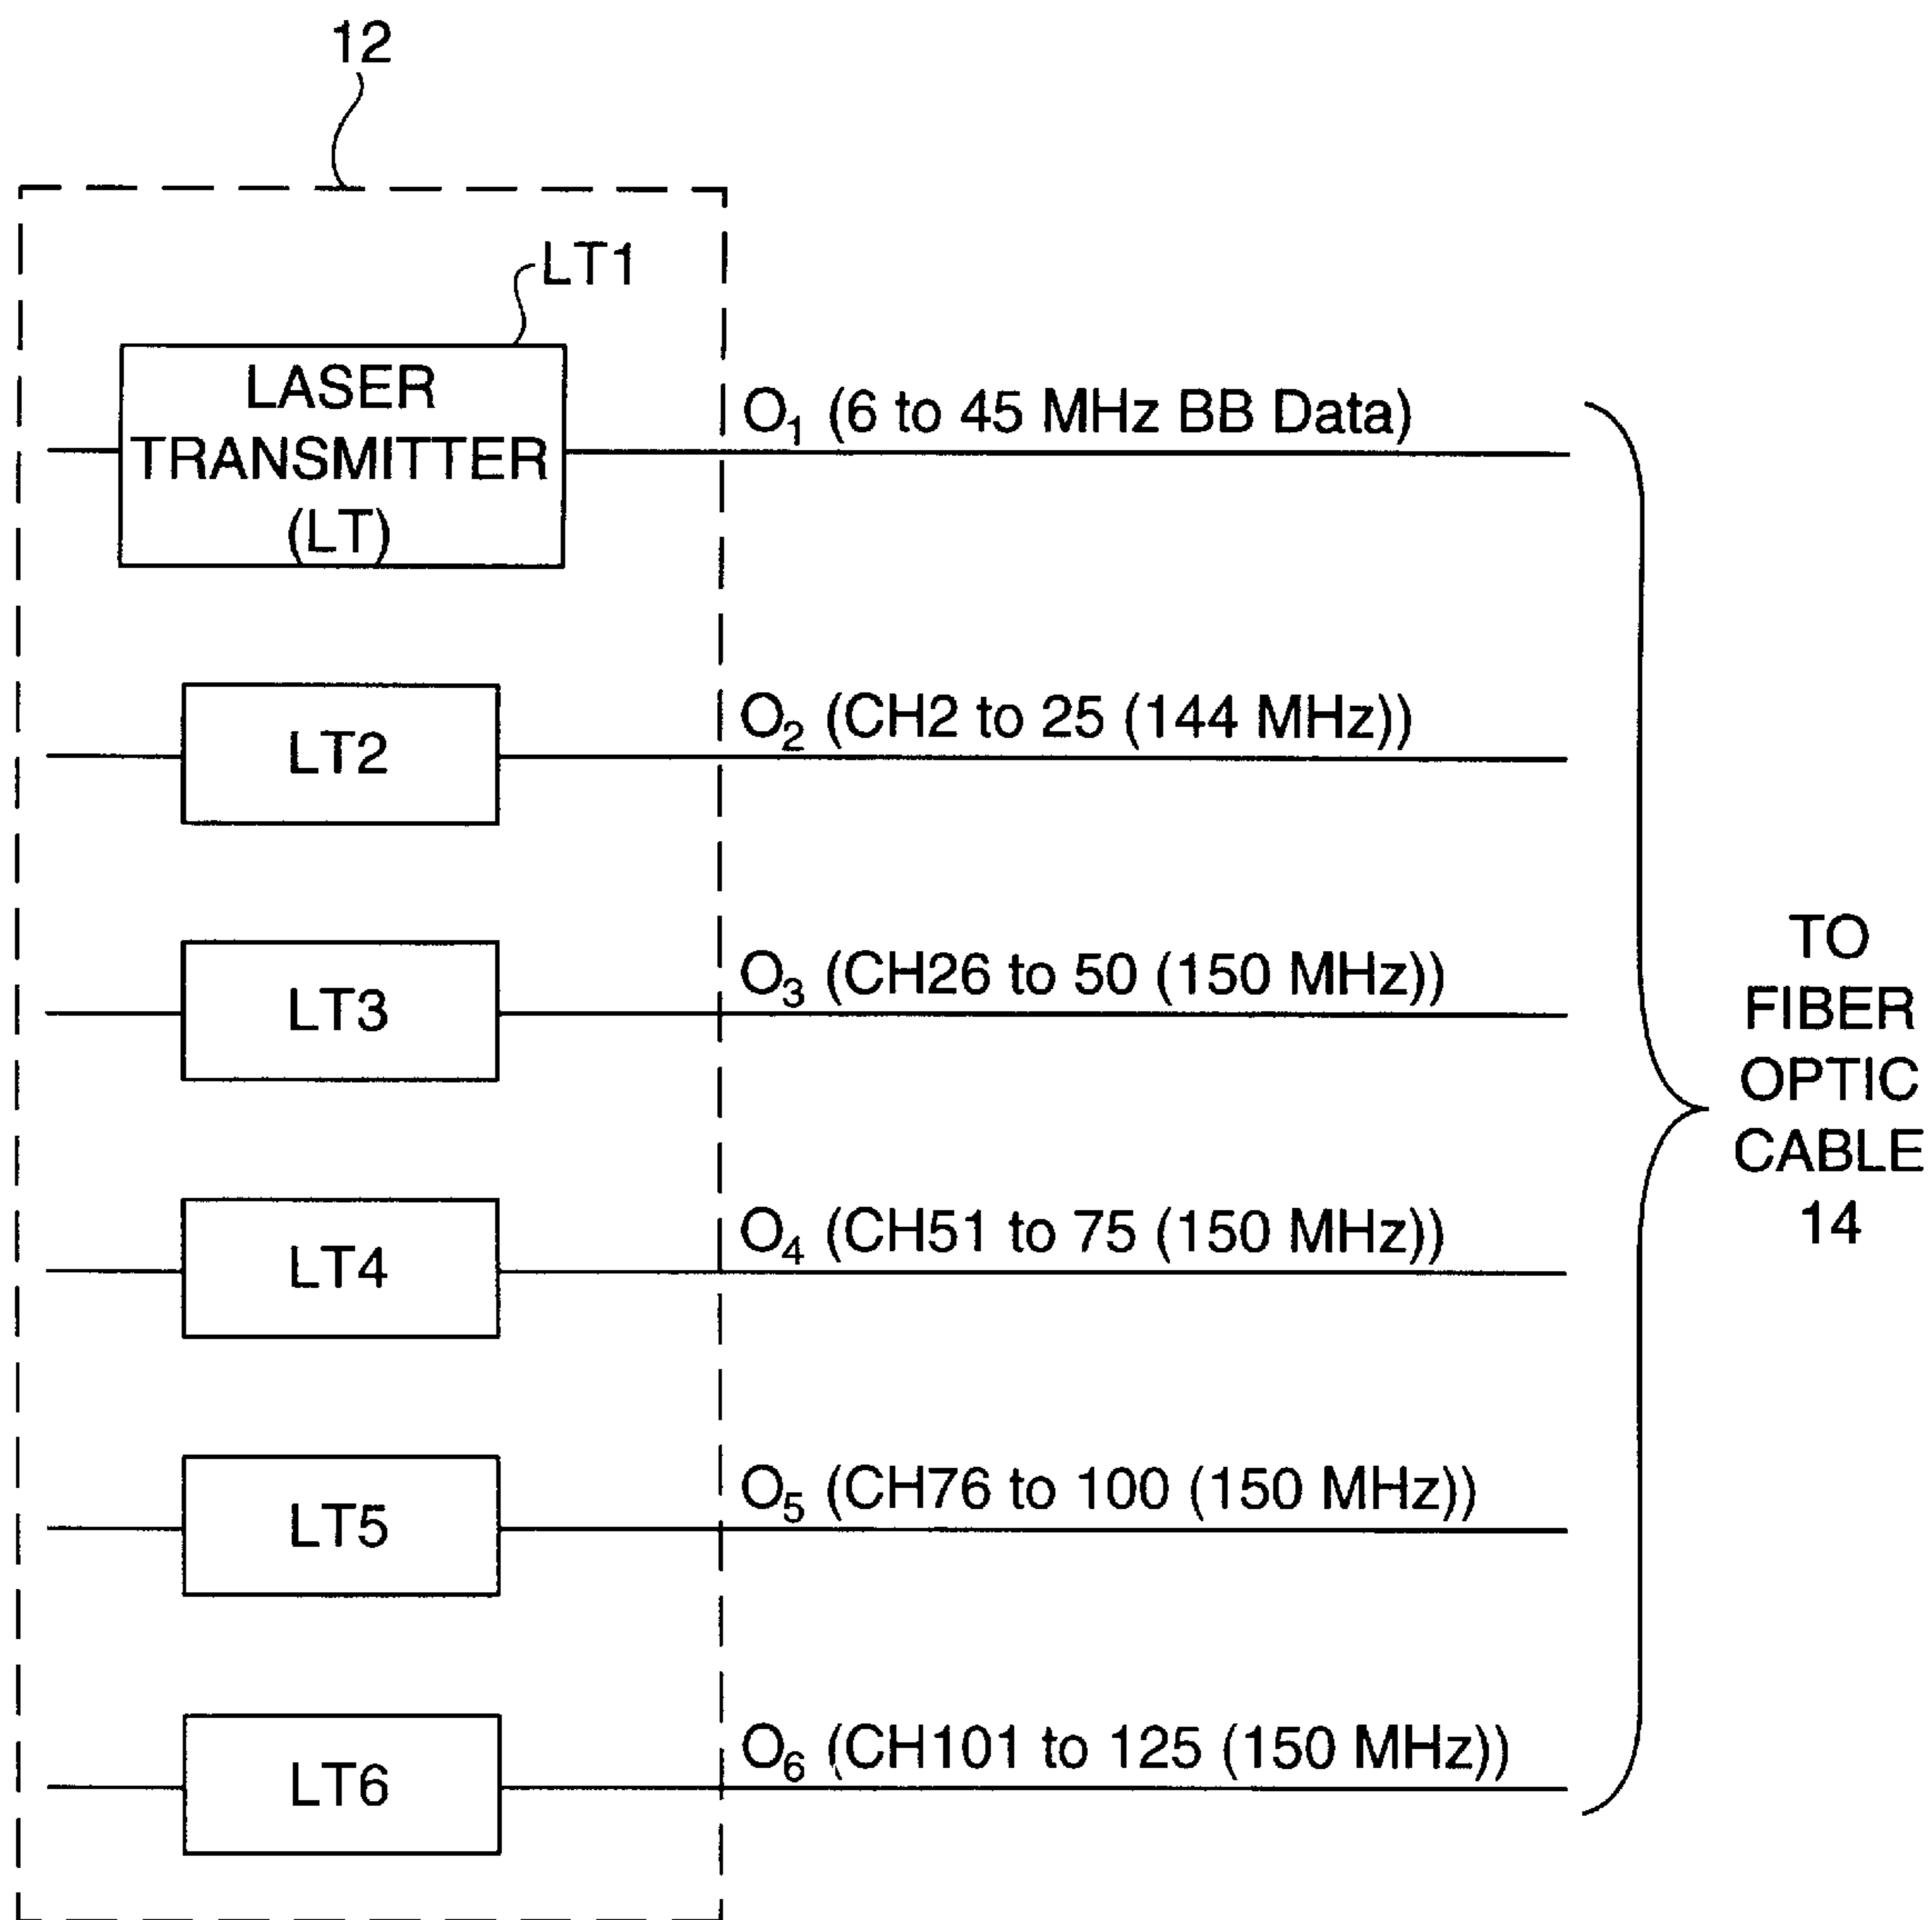 12
LT1
LASER
TRANSMITTER
(LT)
O₁ (6 to 45 MHz BB Data)
LT2
O₂ (CH2 to 25 (144 MHz))
LT3
O₃ (CH26 to 50 (150 MHz))
LT4
O₄ (CH51 to 75 (150 MHz))
LT5
O₅ (CH76 to 100 (150 MHz))
LT6
O₆ (CH101 to 125 (150 MHz))
TO
FIBER
OPTIC
CABLE
14